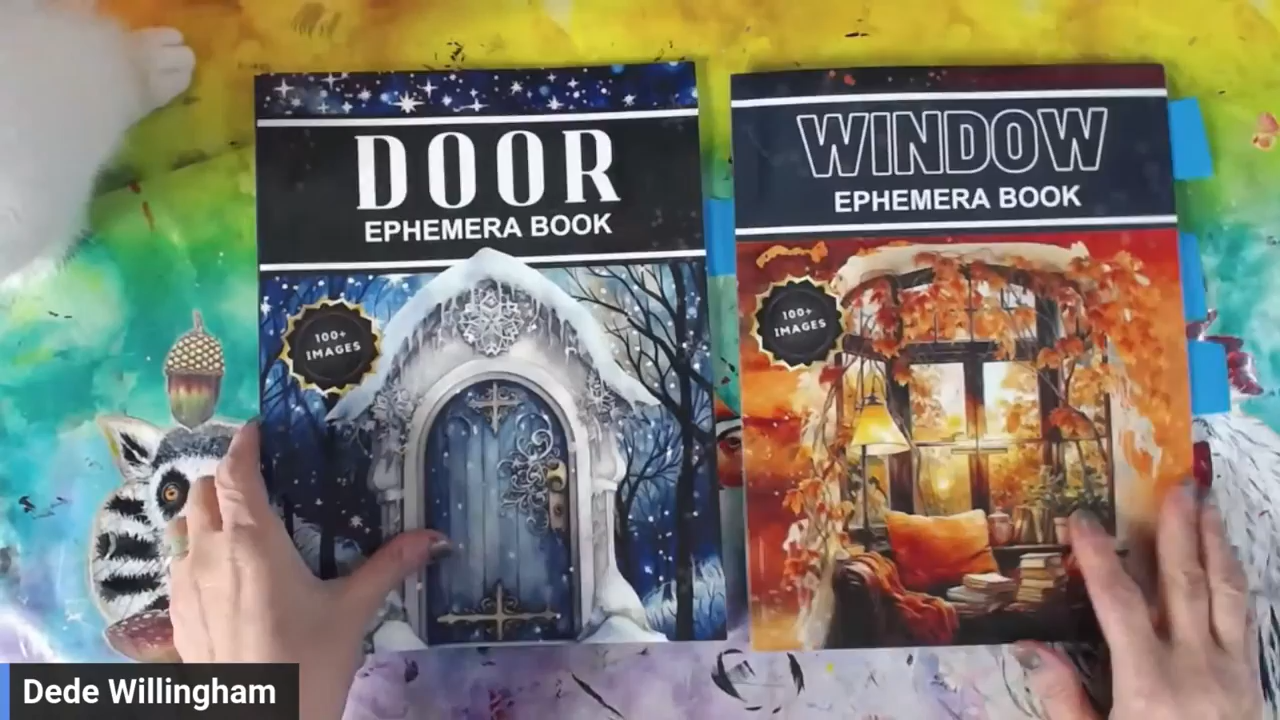 DOOR
EPHEMERA BOOK
100+
IMAGES
WINDOW
EPHEMERA BOOK
100+
IMAGES
Dede Willingham